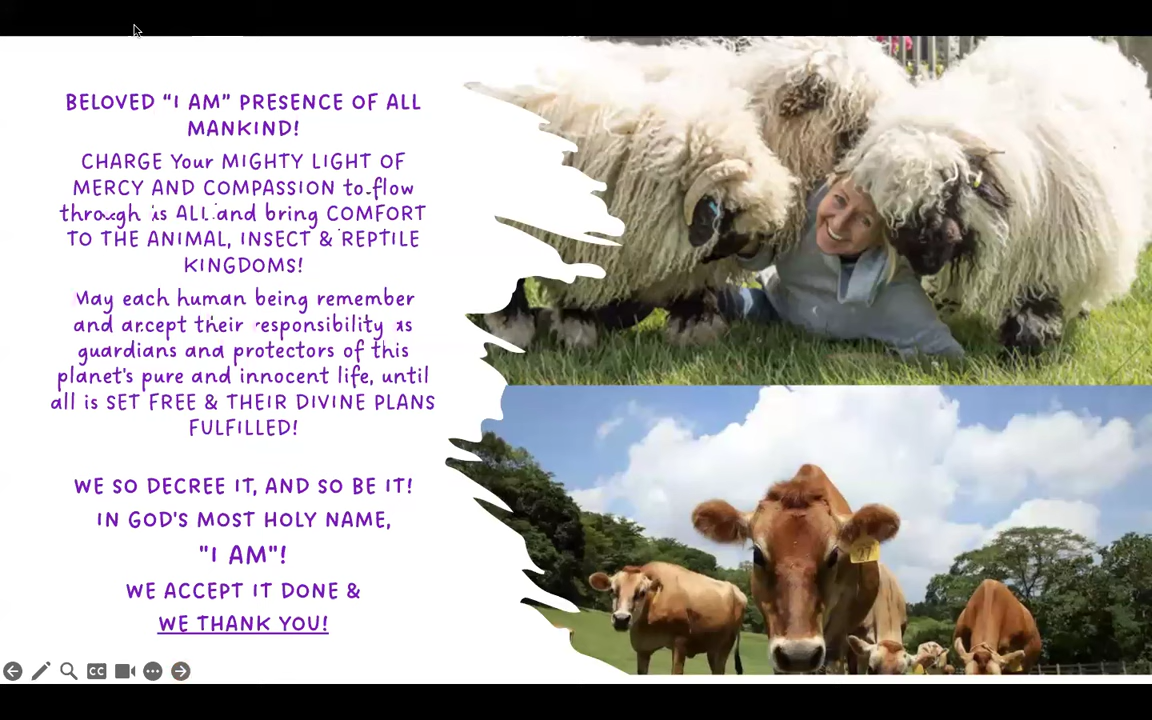 BELOVED "I AM" PRESENCE OF ALL
MANKIND!
CHARGE Your MIGHTY LIGHT OF
MERCY AND COMPASSION to flow
through us ALL and bring COMFORT
TO THE ANIMAL, INSECT & REPTILE
KINGDOMS!
May each human being remember
and accept their responsibility as
guardians and protectors of this
planet's pure and innocent life, until
all is SET FREE & THEIR DIVINE PLANS
FULFILLED!
WE SO DECREE IT, AND SO BE IT!
IN GOD'S MOST HOLY NAME,
"I AM"!
WE ACCEPT IT DONE &
WE THANK YOU!
27
CC